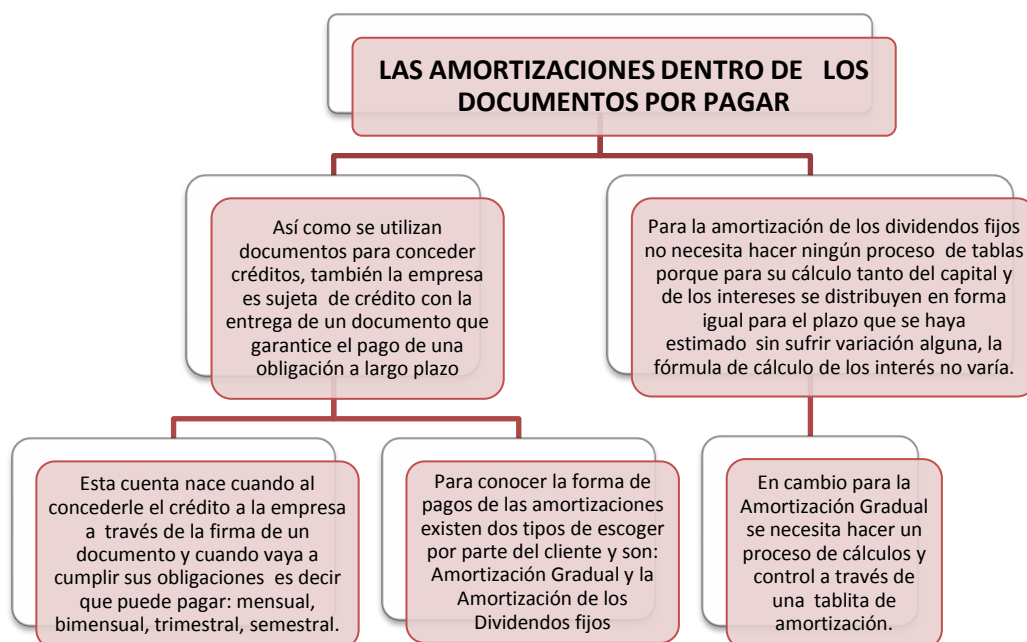 LAS AMORTIZACIONES DENTRO DE LOS
DOCUMENTOS POR PAGAR
Así como se utilizan
documentos para conceder
créditos, también la empresa
es sujeta de crédito con la
entrega de un documento que
garantice el pago de una
obligación a largo plazo
Para la amortización de los dividendos fijos
no necesita hacer ningún proceso de tablas
porque para su cálculo tanto del capital y
de los intereses se distribuyen en forma
igual para el plazo que se haya
estimado sin sufrir variación alguna, la
fórmula de cálculo de los interés no varía.
Esta cuenta nace cuando al
concederle el crédito a la empresa
a través de la firma de un
documento y cuando vaya a
cumplir sus obligaciones es decir
que puede pagar: mensual,
bimensual, trimestral, semestral.
Para conocer la forma de
pagos de las amortizaciones
existen dos tipos de escoger
por parte del cliente y son:
Amortización Gradual y la
Amortización de los
Dividendos fijos
En cambio para la
Amortización Gradual
se necesita hacer un
proceso de cálculos y
control a través de
una tablita de
amortización.